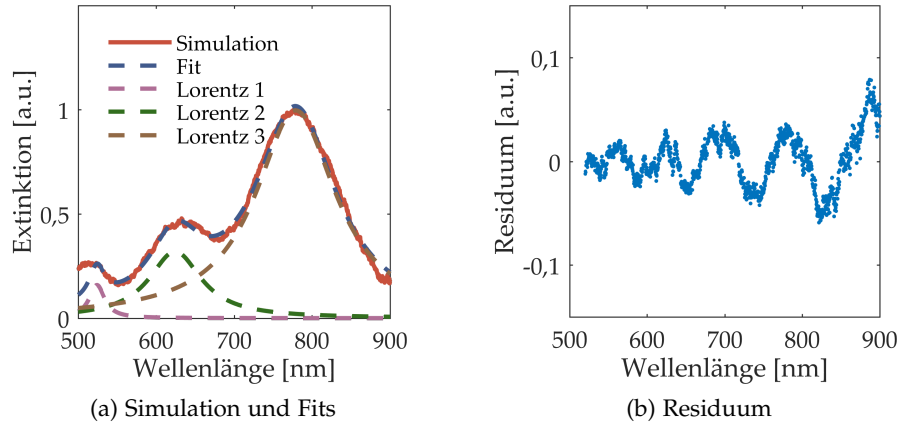 Simulation
Fit
Lorentz 1
Lorentz 2
Lorentz 3
Extinktion [a.u.]
1
0,5
0
500 600 700 800 900
Wellenlänge [nm]
(a) Simulation und Fits
Residuum [a.u.]
0,1
0
-0,1
500 600 700 800 900
Wellenlänge [nm]
(b) Residuum